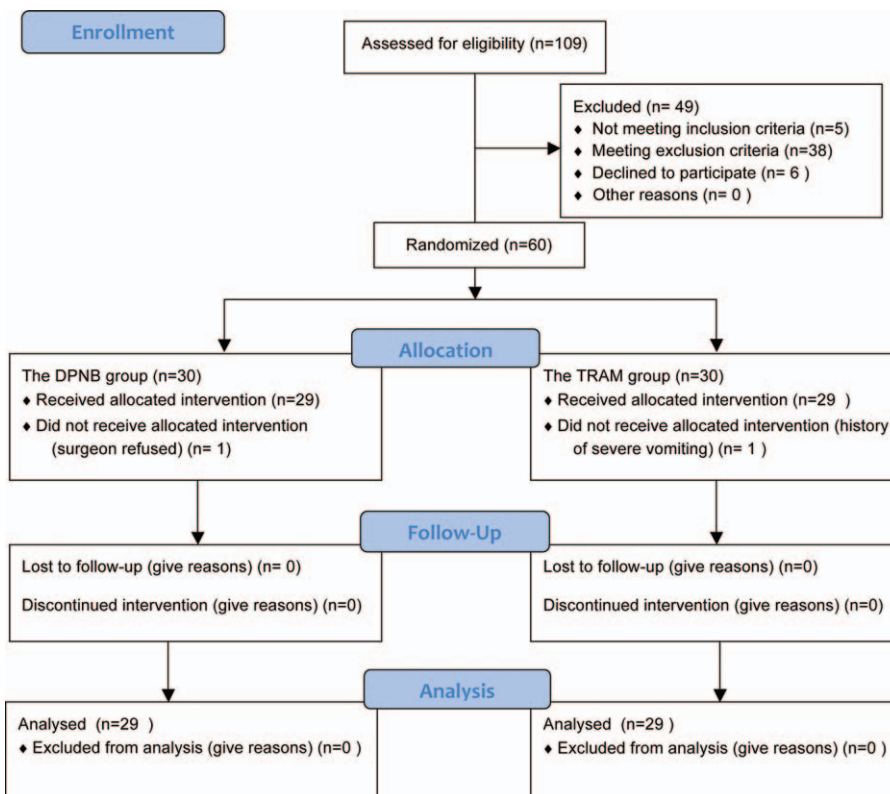 Enrollment
Assessed for eligibility (n=109)
Excluded (n= 49)
♦ Not meeting inclusion criteria (n=5)
♦ Meeting exclusion criteria (n=38)
♦ Declined to participate (n= 6 )
♦ Other reasons (n= 0 )
Randomized (n=60)
Allocation
The DPNB group (n=30)
♦ Received allocated intervention (n=29)
♦ Did not receive allocated intervention
(surgeon refused) (n= 1)
The TRAM group (n=30)
♦ Received allocated intervention (n=29 )
♦ Did not receive allocated intervention (history
of severe vomiting) (n= 1 )
Follow-Up
Lost to follow-up (give reasons) (n= 0)
Discontinued intervention (give reasons) (n=0)
Lost to follow-up (give reasons) (n=0)
Discontinued intervention (give reasons) (n=0)
Analysis
Analysed (n=29 )
♦ Excluded from analysis (give reasons) (n=0 )
Analysed (n=29 )
♦ Excluded from analysis (give reasons) (n=0 )